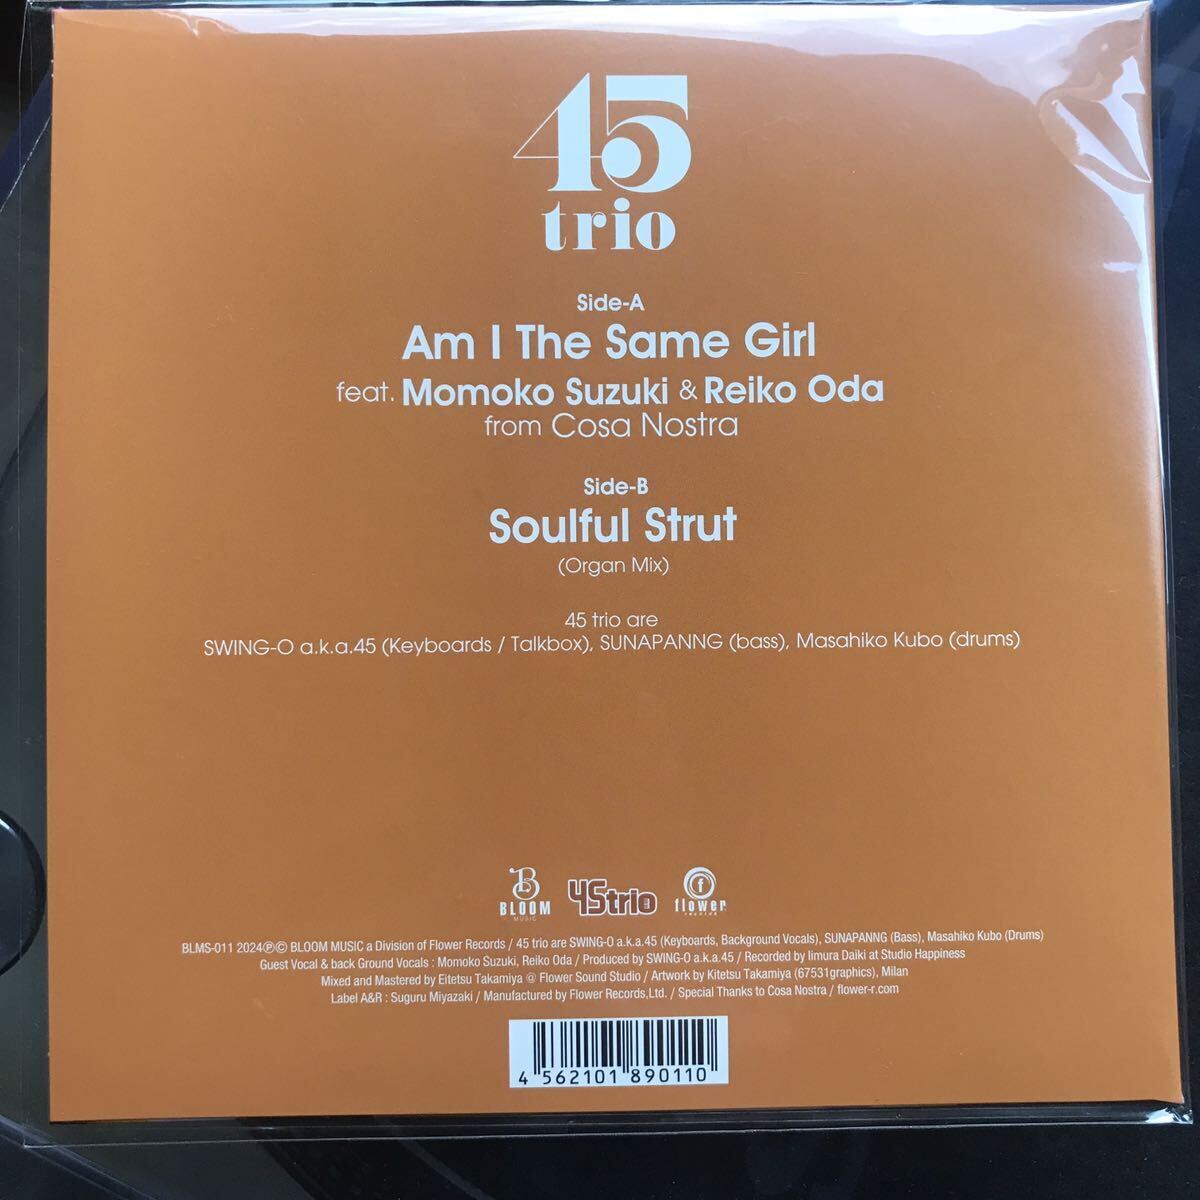 45
trio
Side-A
Am I The Same Girl
feat. Momoko Suzuki & Reiko Oda
from Cosa Nostra
Side-B
Soulful Strut
(Organ Mix)
45 trio are
SWING-O a.k.a.45 (Keyboards / Talkbox), SUNAPANNG (bass), Masahiko Kubo (drums)
B
BLOOM
MUSIC
45trio
f
flower
records
BLMS-011 2024℗© BLOOM MUSIC a Division of Flower Records / 45 trio are SWING-O a.k.a.45 (Keyboards, Background Vocals), SUNAPANNG (Bass), Masahiko Kubo (Drums)
Guest Vocal & back Ground Vocals : Momoko Suzuki, Reiko Oda / Produced by SWING-O a.k.a.45 / Recorded by Iimura Daiki at Studio Happiness
Mixed and Mastered by Eitetsu Takamiya @ Flower Sound Studio / Artwork by Kitetsu Takamiya (67531graphics), Milan
Label A&R : Suguru Miyazaki / Manufactured by Flower Records,Ltd. / Special Thanks to Cosa Nostra / flower-r.com
4 562101 890110